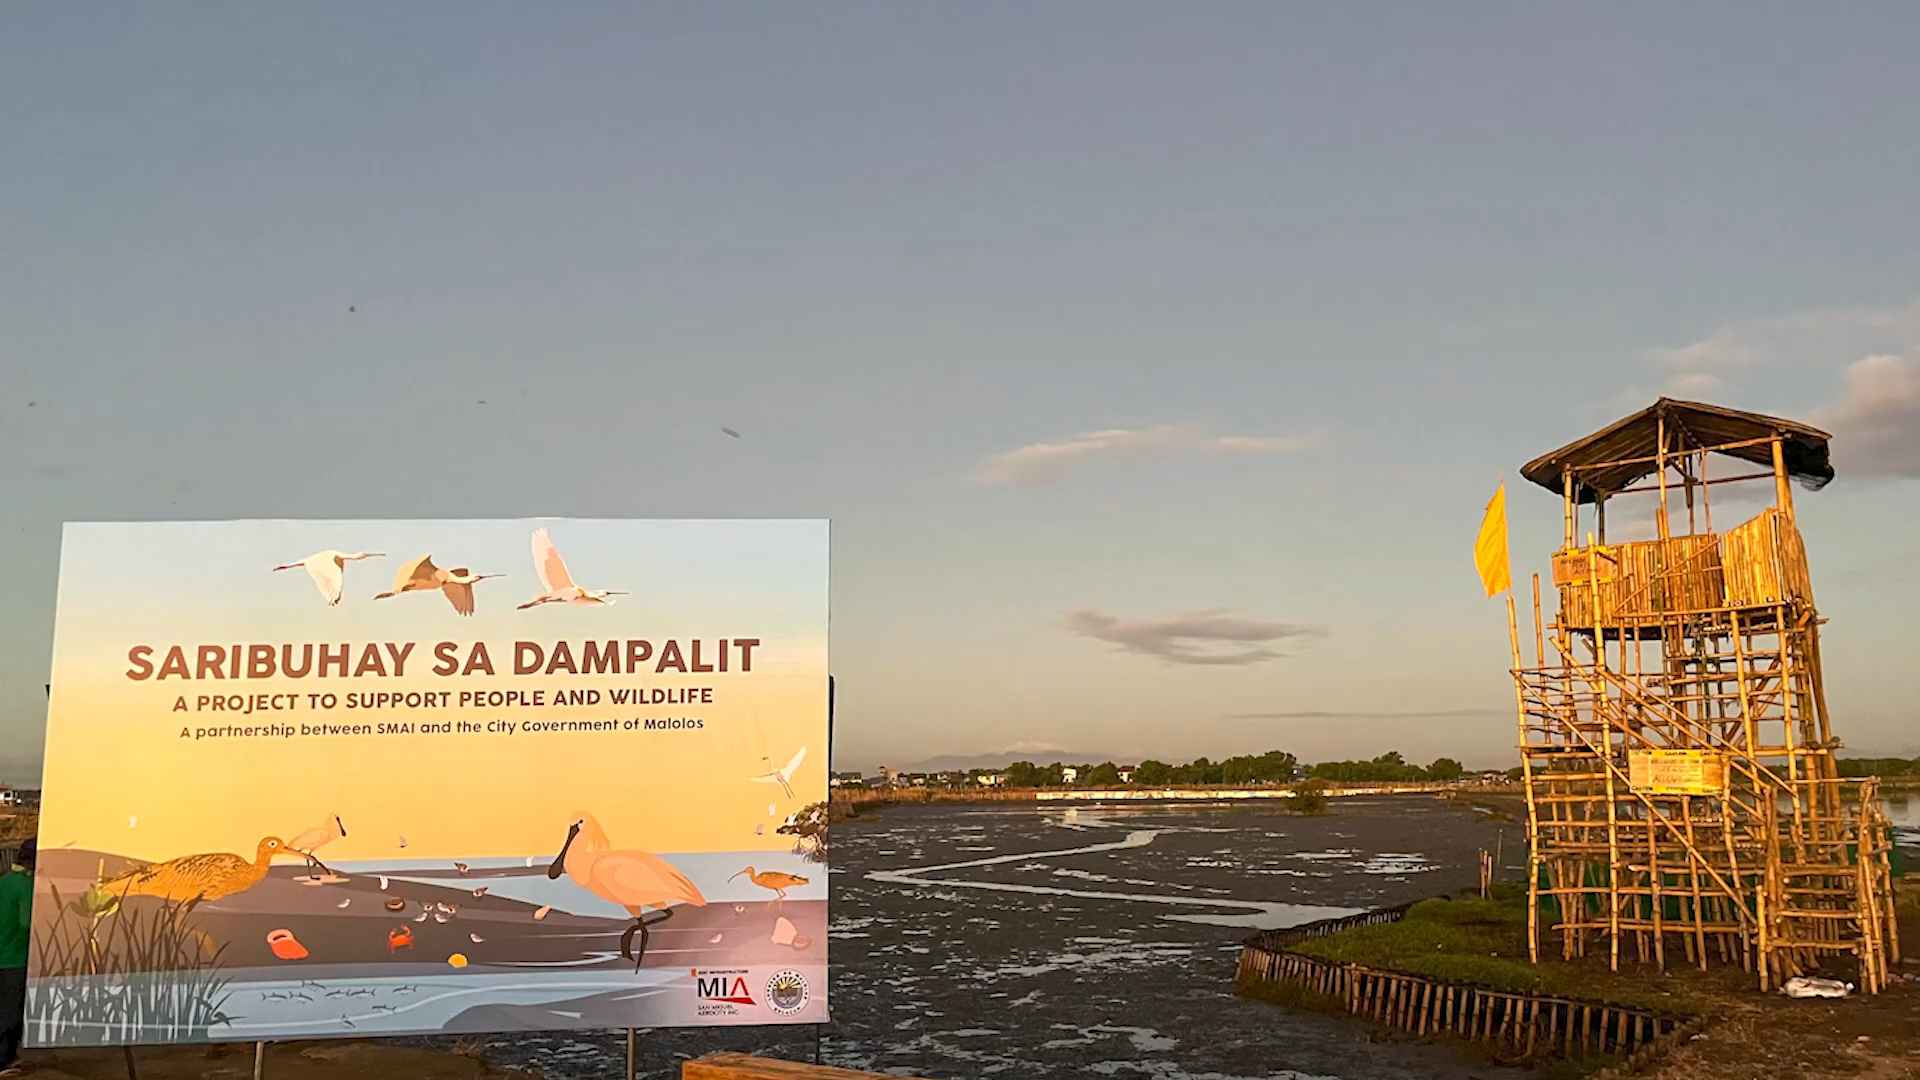 SARIBUHAY SA DAMPALIT
A PROJECT TO SUPPORT PEOPLE AND WILDLIFE
A partnership between SMAI and the City Government of Malolos
MIA
SAN MIGUEL
AEROCITY INC.